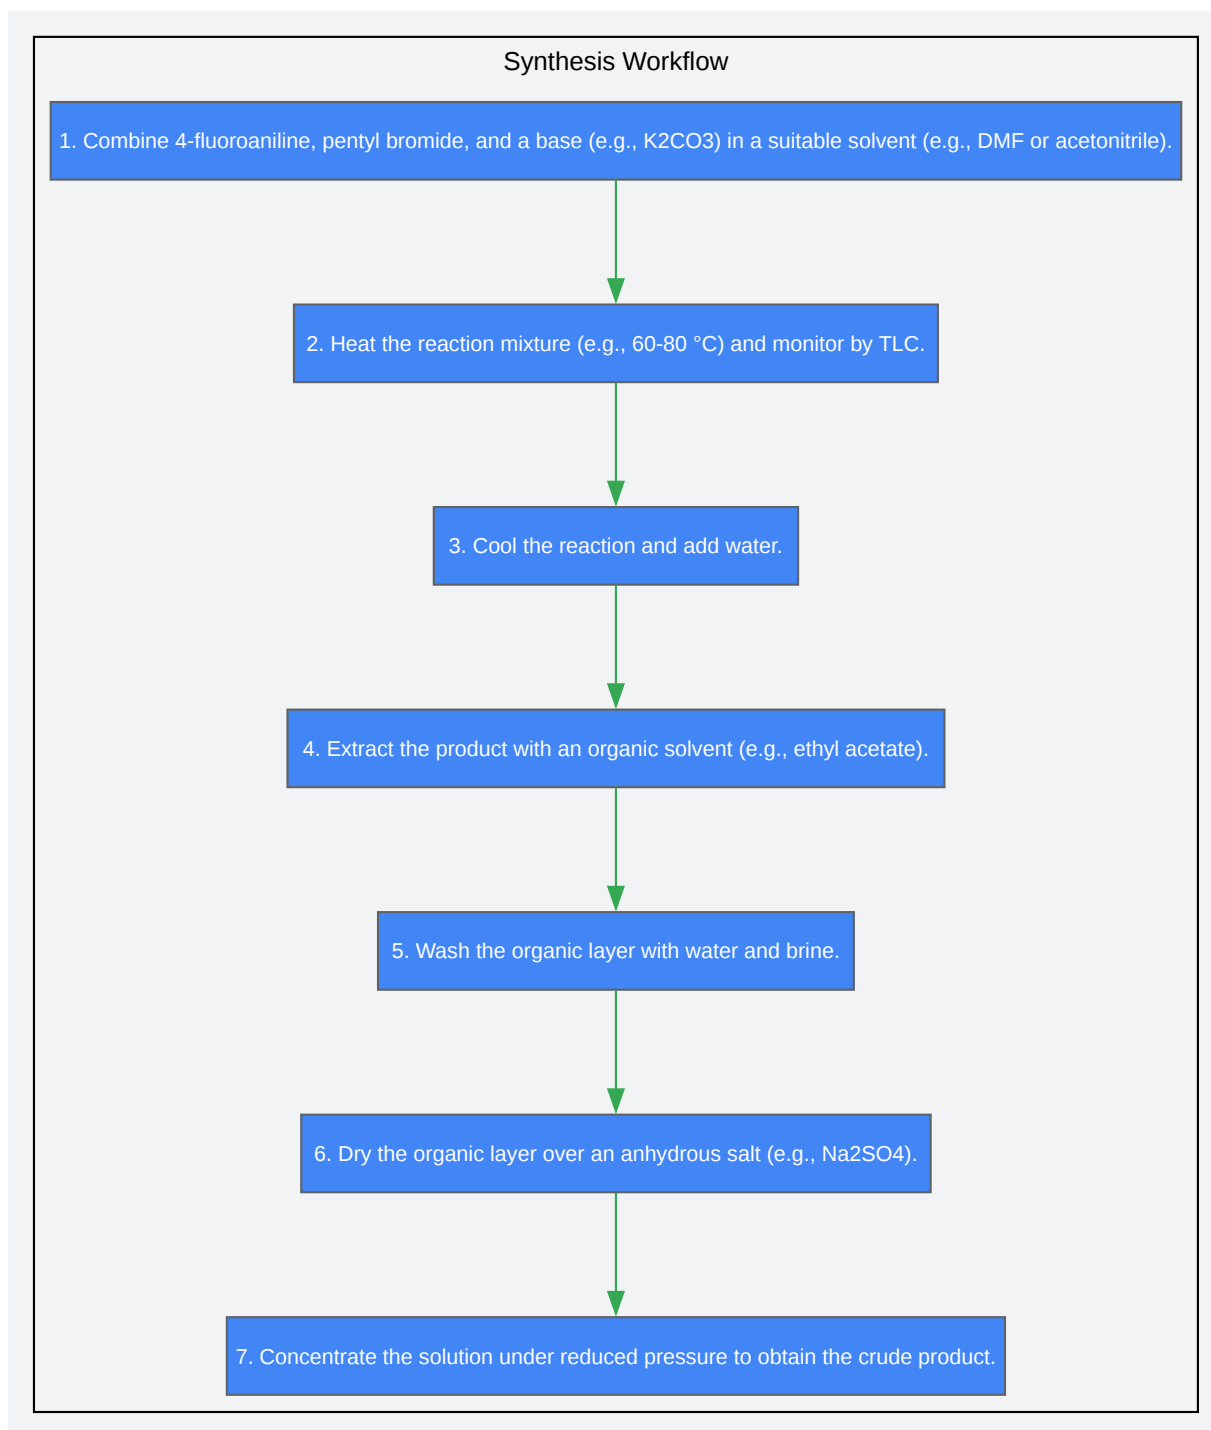 Synthesis Workflow
1. Combine 4-fluoroaniline, pentyl bromide, and a base (e.g., K2CO3) in a suitable solvent (e.g., DMF or acetonitrile).
2. Heat the reaction mixture (e.g., 60-80 °C) and monitor by TLC.
3. Cool the reaction and add water.
4. Extract the product with an organic solvent (e.g., ethyl acetate).
5. Wash the organic layer with water and brine.
6. Dry the organic layer over an anhydrous salt (e.g., Na2SO4).
7. Concentrate the solution under reduced pressure to obtain the crude product.